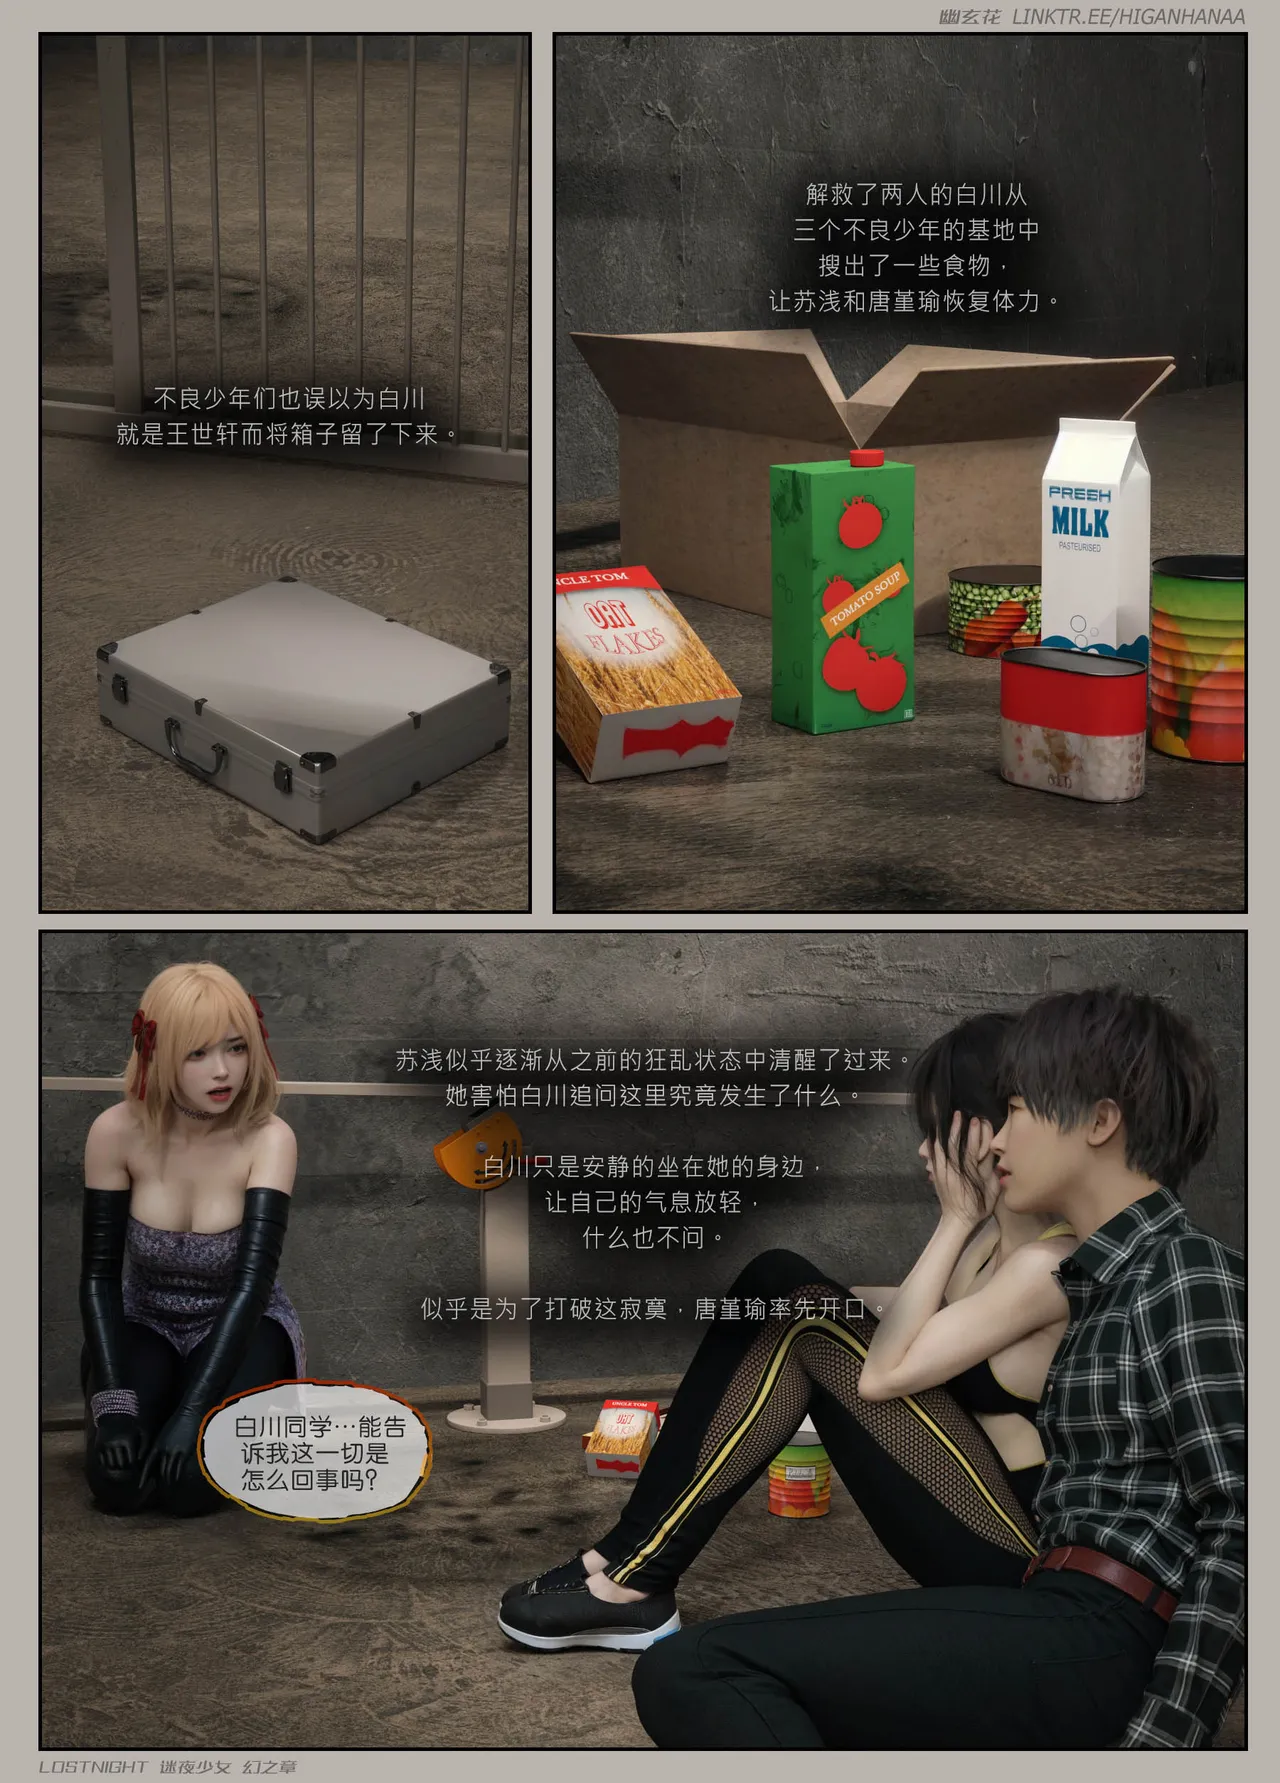 幽玄花 LINKTR.EE/HIGANHANAA
不良少年们也误以为白川
就是王世轩而将箱子留了下来。
解救了两人的白川从
三个不良少年的基地中
搜出了一些食物，
让苏浅和唐堇瑜恢复体力。
NCLE TOM
OAT
FLAKES
TOMATO SOUP
FRESH
MILK
PASTEURISED
苏浅似乎逐渐从之前的狂乱状态中清醒了过来。
她害怕白川追问这里究竟发生了什么。
白川只是安静的坐在她的身边，
让自己的气息放轻，
什么也不问。
似乎是为了打破这寂寞，唐堇瑜率先开口。
白川同学…能告
诉我这一切是
怎么回事吗？
UNCLE TOM
OAT
FLAKES
LOSTNIGHT 迷夜少女 幻之章